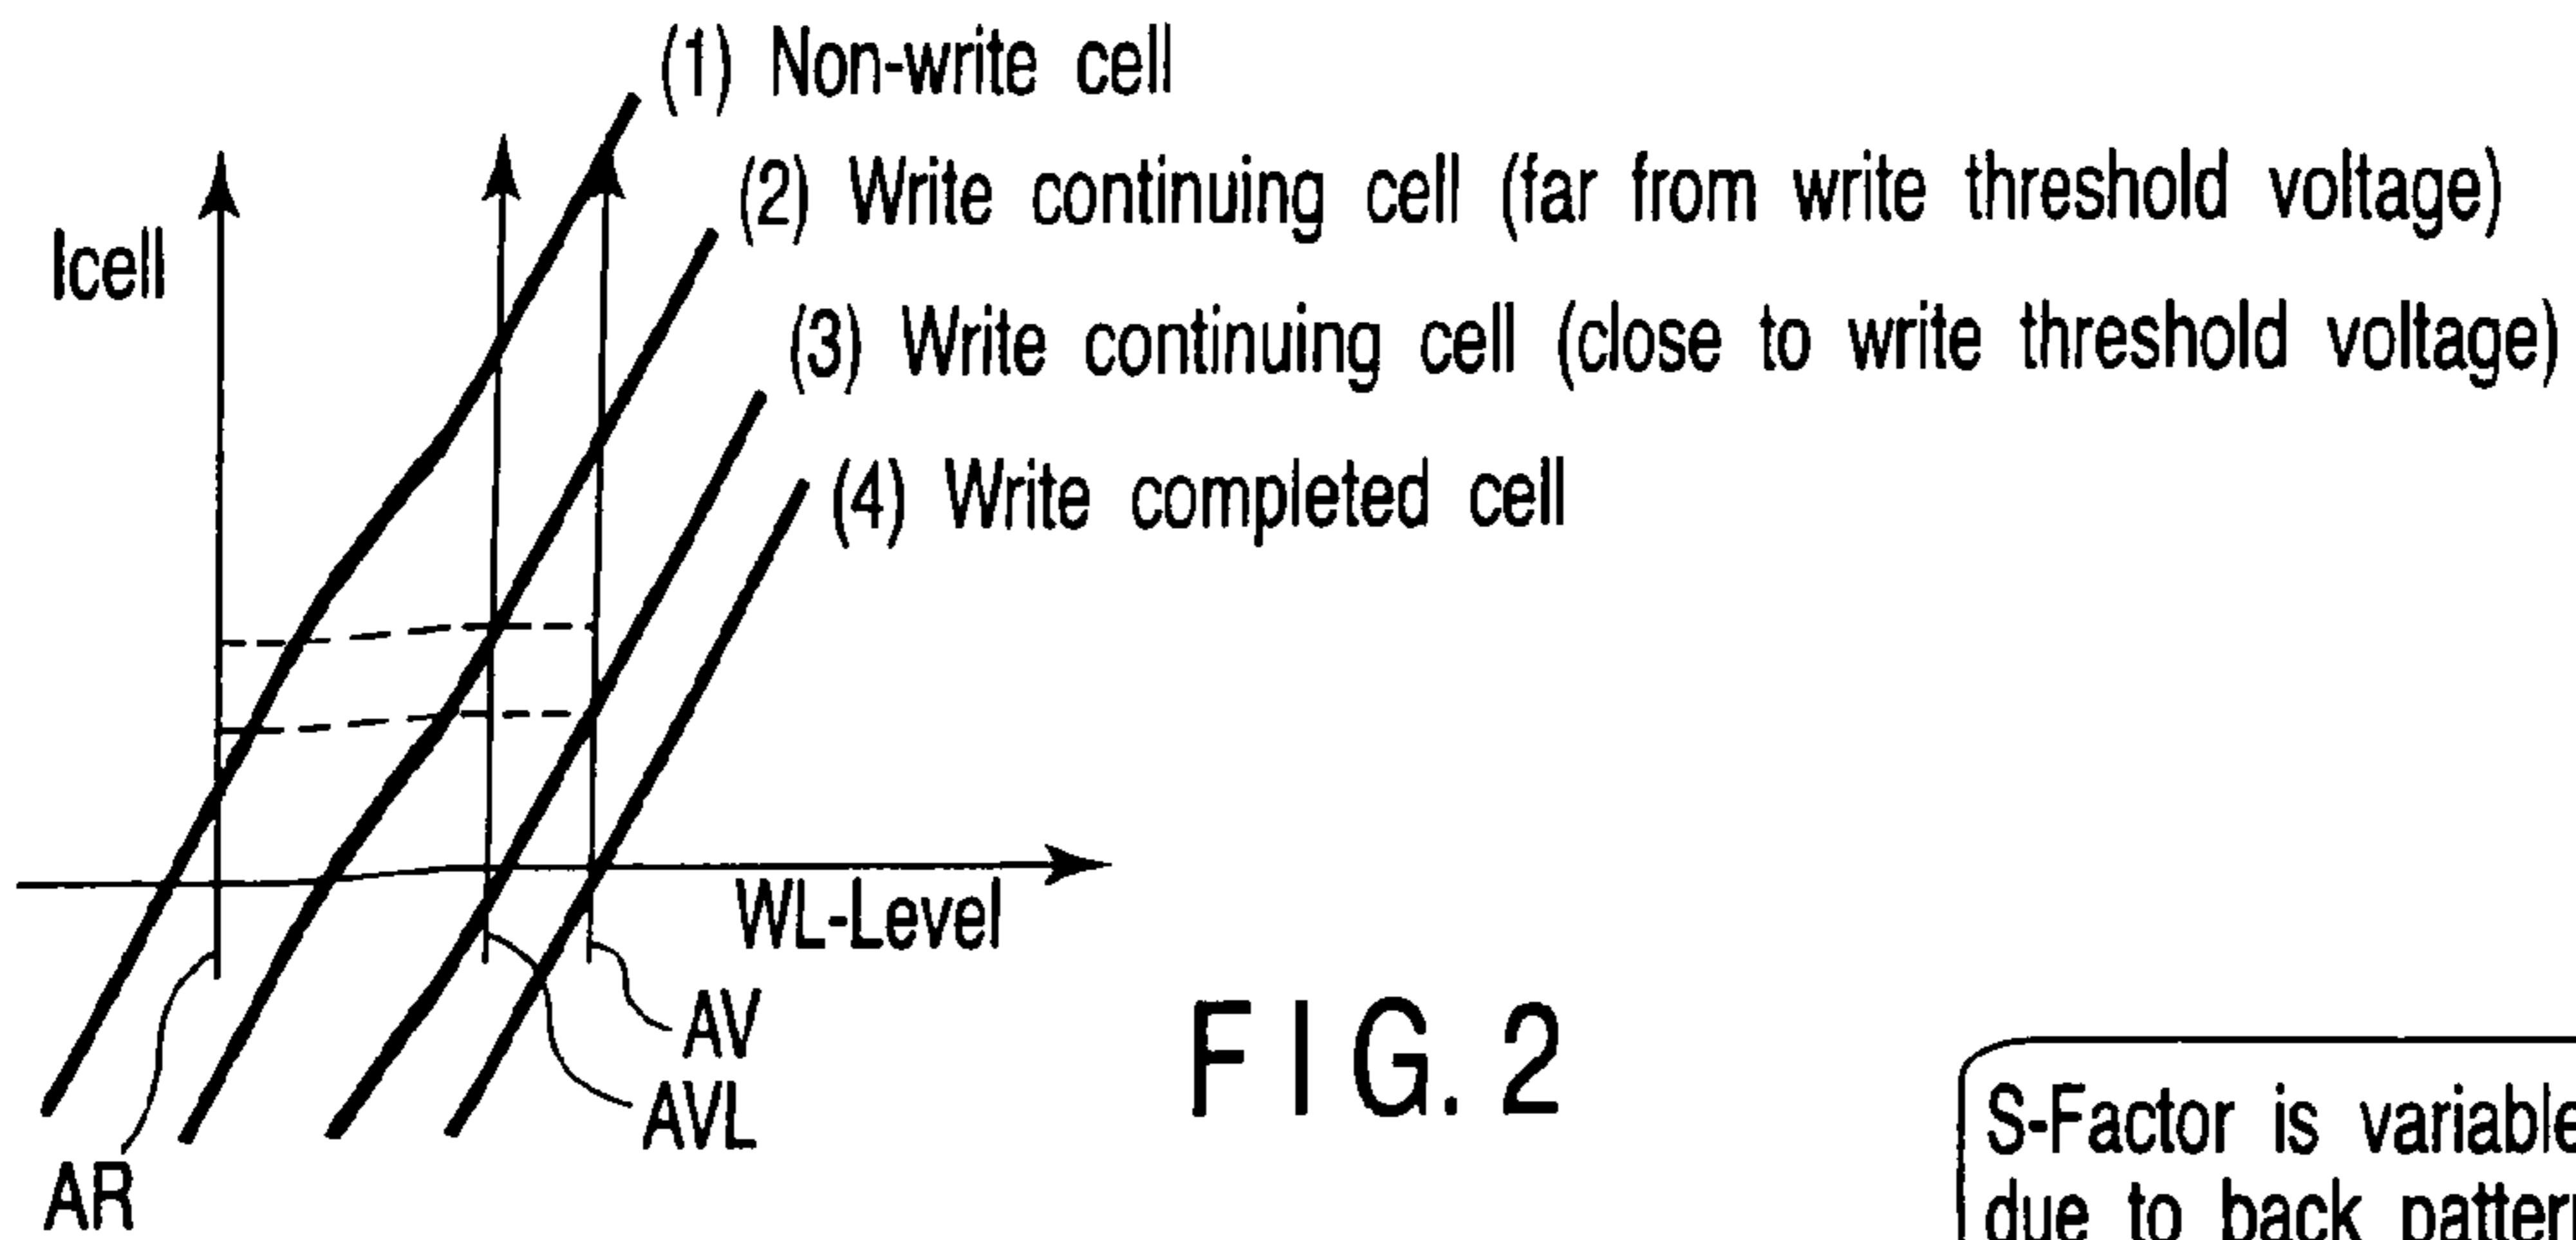 (1) Non-write cell
(2) Write continuing cell (far from write threshold voltage)
Icell
(3) Write continuing cell (close to write threshold voltage)
(4) Write completed cell
WL-Level
AV
AVL
AR
FIG. 2
S-Factor is variable
due to back pattern